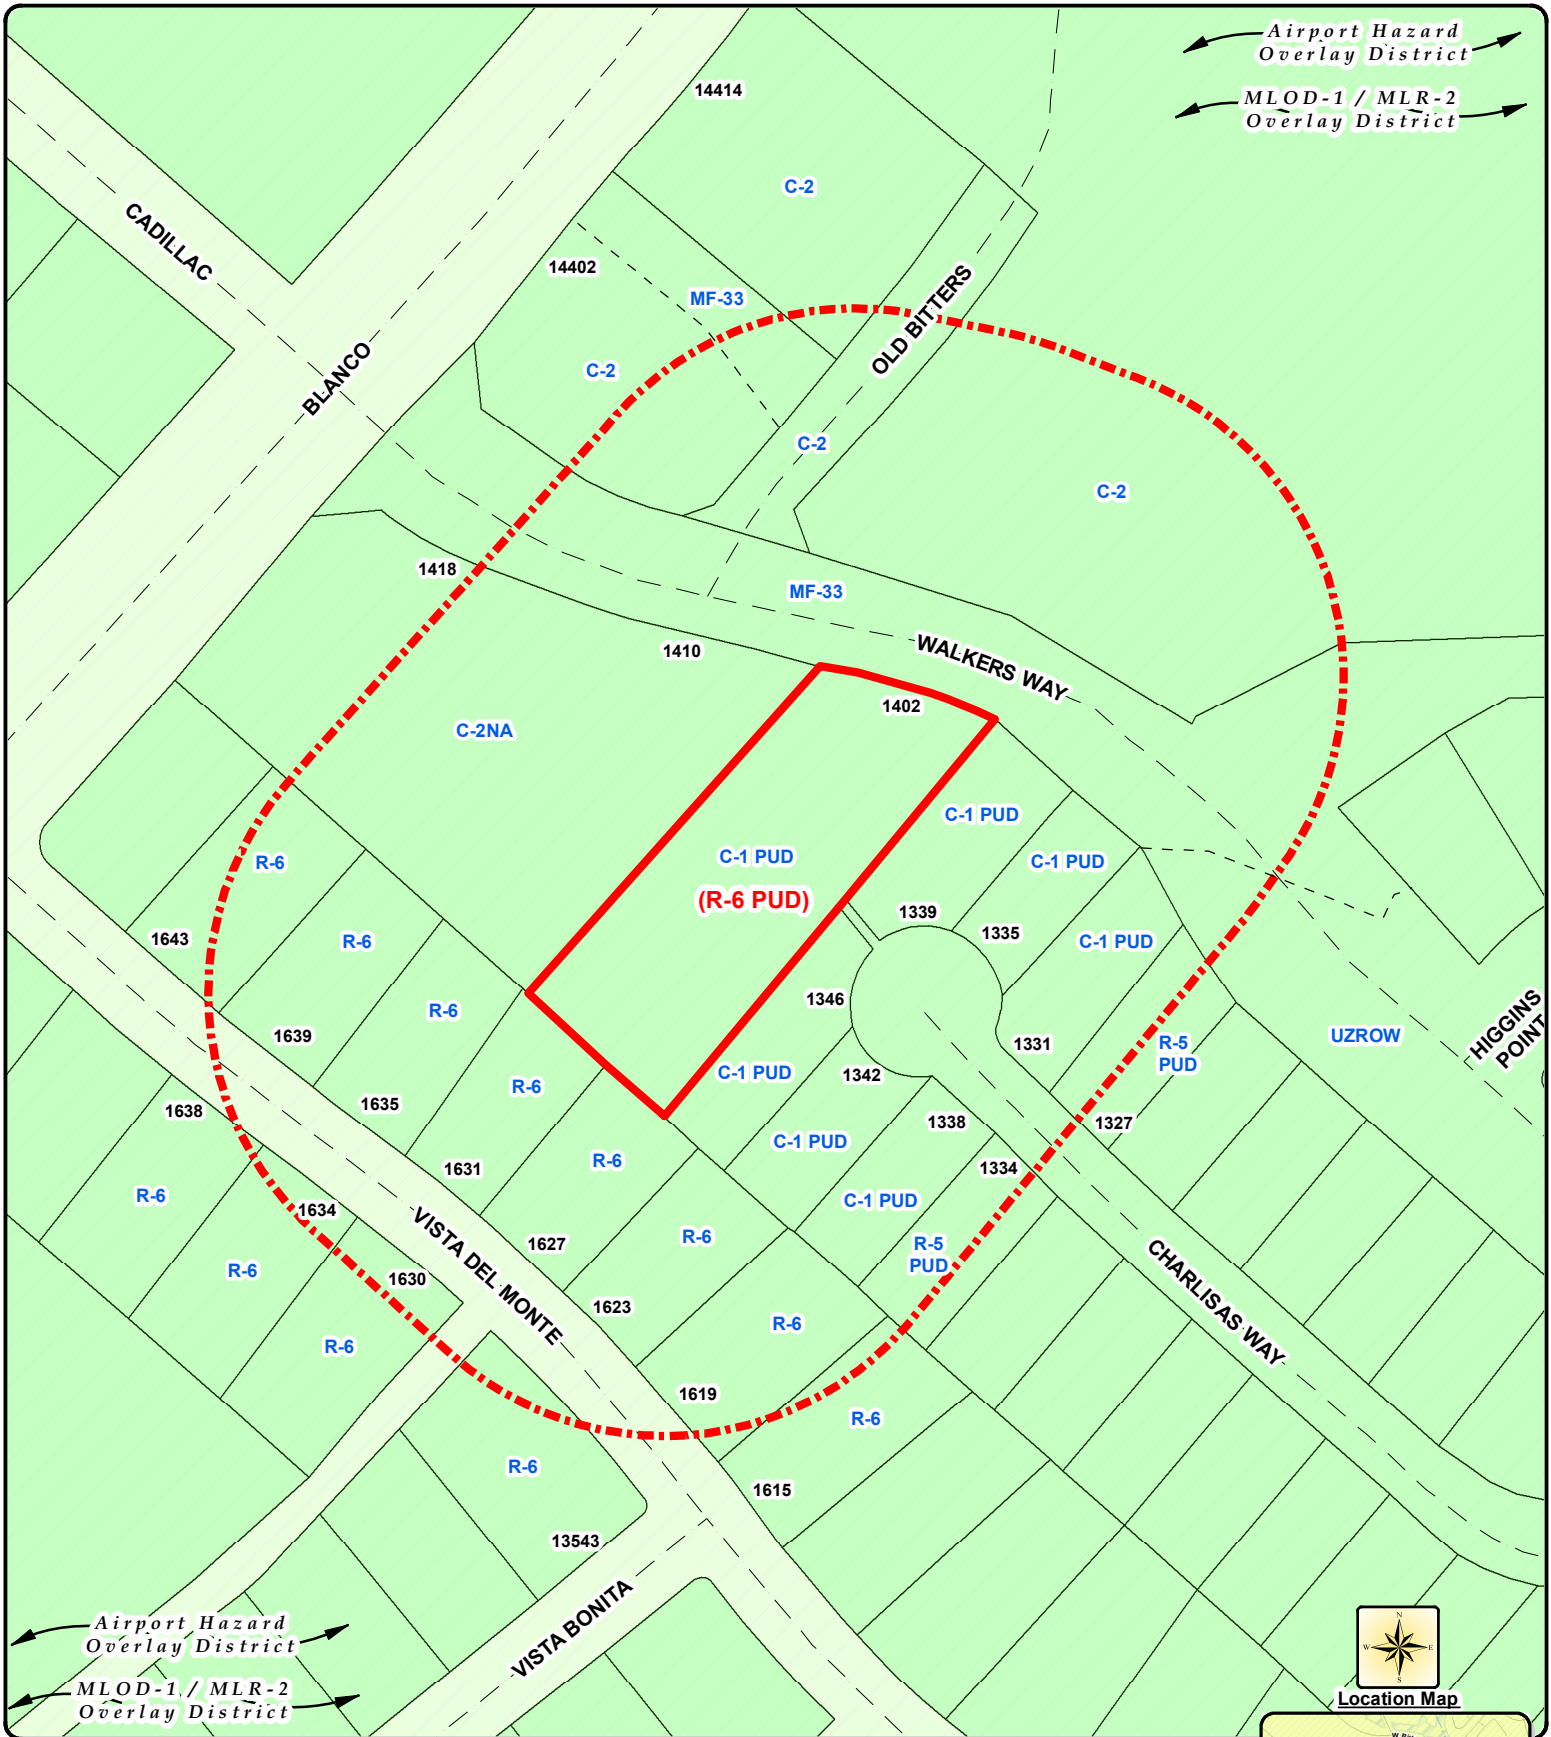 Airport Hazard
Overlay District
MLOD-1 / MLR-2
Overlay District
14414
C-2
CADILLAC
14402
MF-33
OLD BITTERS
BLANCO
C-2
C-2
C-2
1418
MF-33
1410
WALKERS WAY
1402
C-2NA
C-1 PUD
C-1 PUD
C-1 PUD
R-6
(R-6 PUD)
1339
1335
1643
R-6
C-1 PUD
1346
R-6
HIGGINS
POINT
1639
UZROW
1331
R-5
PUD
C-1 PUD
1342
R-6
1635
1638
1338
1327
C-1 PUD
R-6
1631
1334
R-6
C-1 PUD
1634
VISTA DEL MONTE
R-6
1627
R-5
PUD
R-6
1630
CHARLISAS WAY
1623
R-6
R-6
1619
R-6
R-6
1615
13543
VISTA BONITA
Airport Hazard
Overlay District
MLOD-1 / MLR-2
Overlay District
N
W
E
S
Location Map